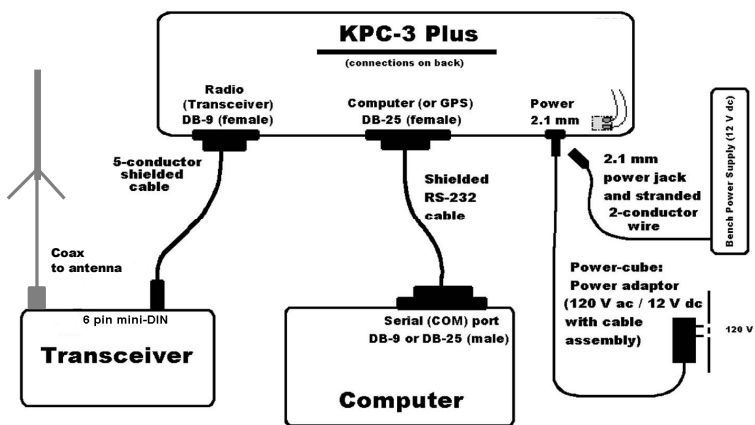 KPC-3 Plus
(connections on back)
Radio
(Transceiver)
DB-9 (female)
Computer (or GPS)
DB-25 (female)
Power
2.1 mm
5-conductor
shielded
cable
Shielded
RS-232
cable
2.1 mm
power jack
and stranded
2-conductor
wire
Bench Power Supply (12 V dc)
Coax
to antenna
Power-cube:
Power adaptor
(120 V ac / 12 V dc
with cable
assembly)
120 V
6 pin mini-DIN
Transceiver
Serial (COM) port
DB-9 or DB-25 (male)
Computer